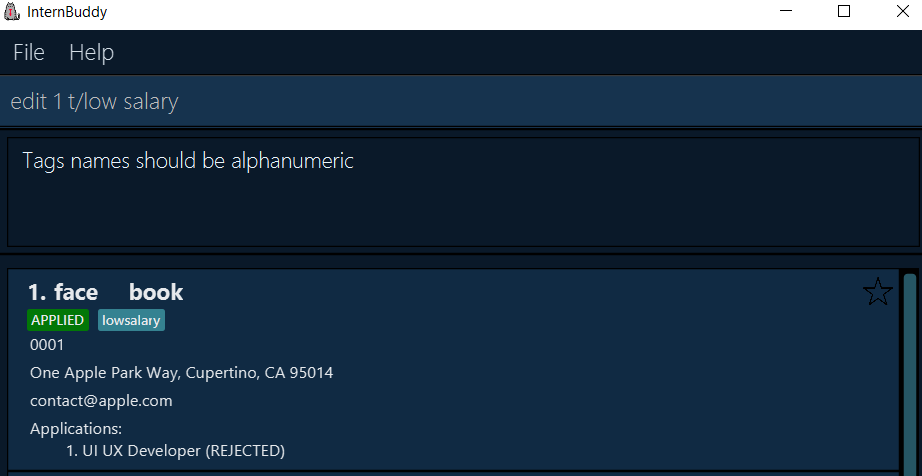 InternBuddy
File Help
edit 1 t/low salary
Tags names should be alphanumeric
1. face    book
APPLIED lowsalary
0001
One Apple Park Way, Cupertino, CA 95014
contact@apple.com
Applications:
1. UI UX Developer (REJECTED)